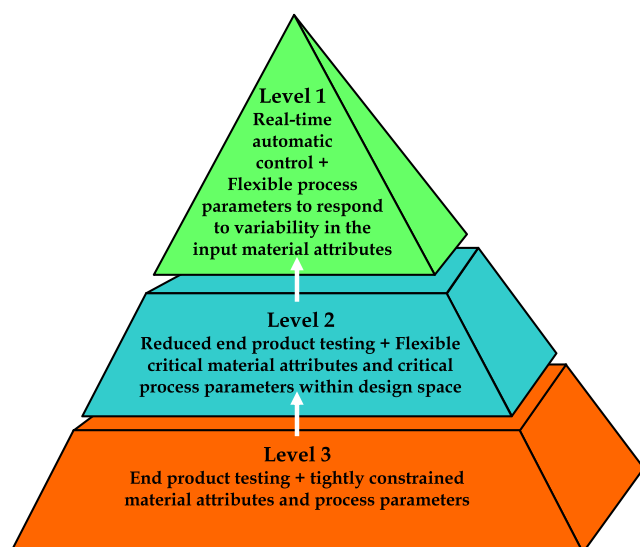 Level 1
Real-time
automatic
control +
Flexible process
parameters to respond
to variability in the
input material attributes
Level 2
Reduced end product testing + Flexible
critical material attributes and critical
process parameters within design space
Level 3
End product testing + tightly constrained
material attributes and process parameters